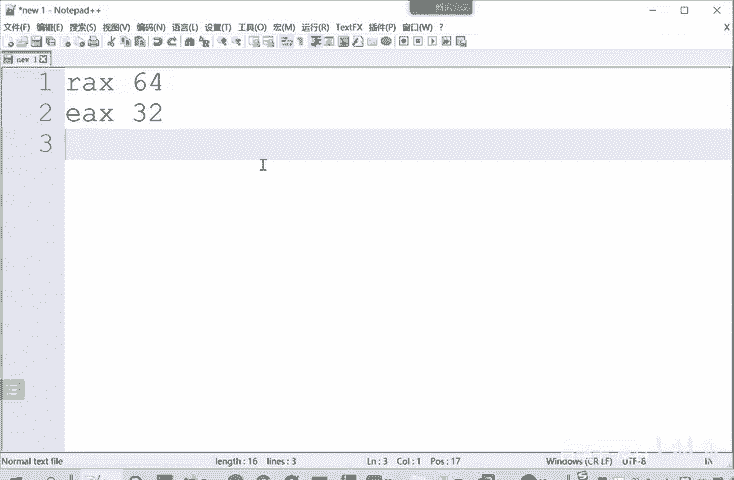 *new 1 - Notepad++
文件(F) 编辑(E) 搜索(S) 视图(V) 编码(N) 语言(L) 设置(T) 工具(O) 宏(M) 运行(R) TextFX 插件(P) 窗口(W) ? X
new 1
1 rax 64
2 eax 32
3
Normal text file length : 16 lines : 3 Ln : 3 Col : 1 Pos : 17 Windows (CR LF) UTF-8 IN